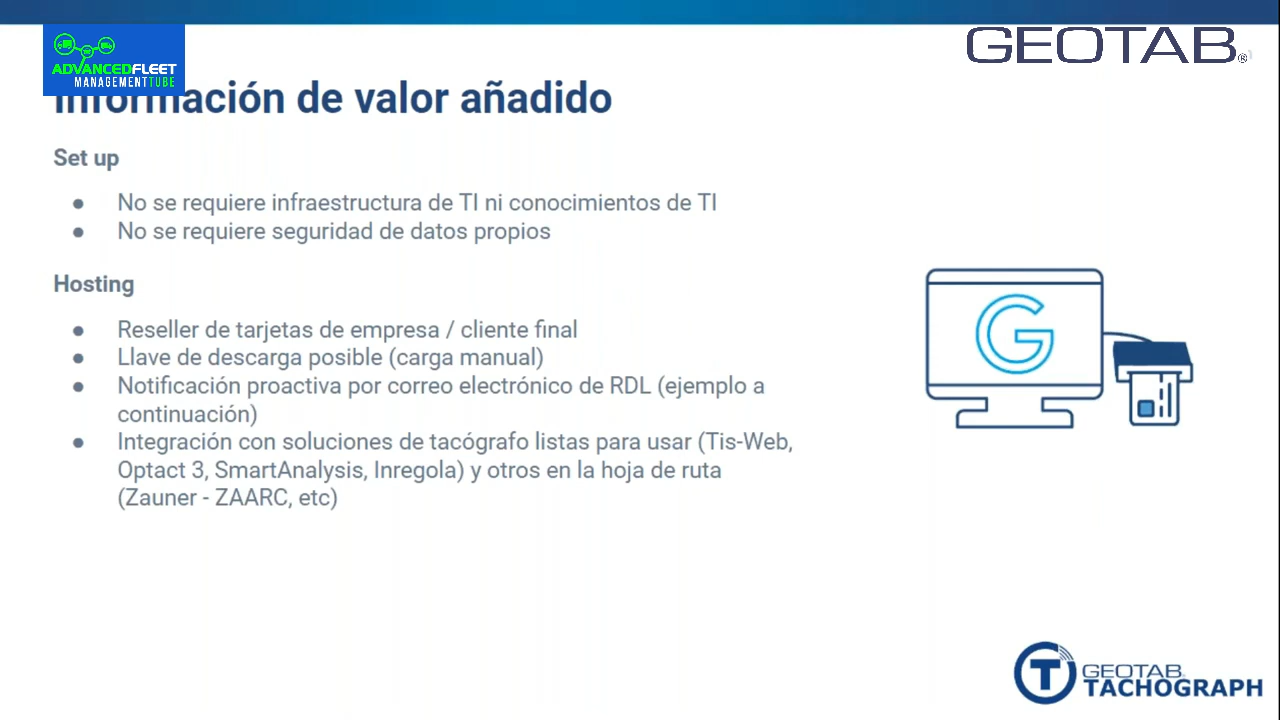 ADVANCEDFLEET
MANAGEMENTTUBE
GEOTAB®
Información de valor añadido
Set up
● No se requiere infraestructura de TI ni conocimientos de TI
● No se requiere seguridad de datos propios
Hosting
● Reseller de tarjetas de empresa / cliente final
● Llave de descarga posible (carga manual)
● Notificación proactiva por correo electrónico de RDL (ejemplo a
continuación)
● Integración con soluciones de tacógrafo listas para usar (Tis-Web,
Optact 3, SmartAnalysis, Inregola) y otros en la hoja de ruta
(Zauner - ZAARC, etc)
G
T
GEOTAB
TACHOGRAPH